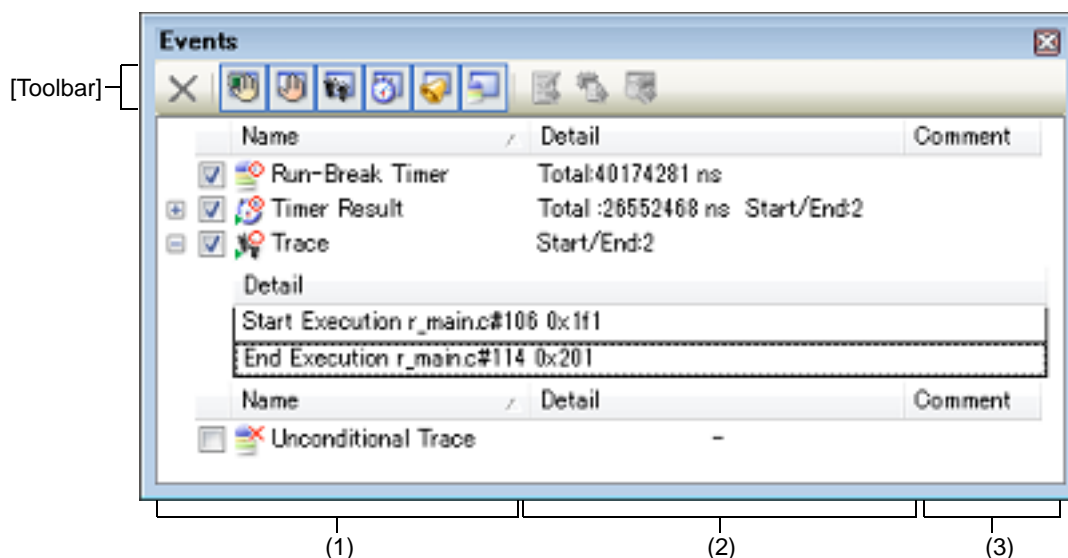 Events
[Toolbar]
Name Detail Comment
Run-Break Timer Total:40174281 ns
Timer Result Total :26552468 ns Start/End:2
Trace Start/End:2
Detail
Start Execution r_main.c#106 0x1f1
End Execution r_main.c#114 0x201
Name Detail Comment
Unconditional Trace -
(1) (2) (3)